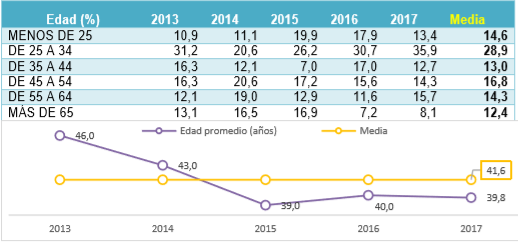 Edad (%) 2013 2014 2015 2016 2017 Media
MENOS DE 25 10,9 11,1 19,9 17,9 13,4 14,6
DE 25 A 34 31,2 20,6 26,2 30,7 35,9 28,9
DE 35 A 44 16,3 12,1 7,0 17,0 12,7 13,0
DE 45 A 54 16,3 20,6 17,2 15,6 14,3 16,8
DE 55 A 64 12,1 19,0 12,9 11,6 15,7 14,3
MÁS DE 65 13,1 16,5 16,9 7,2 8,1 12,4
Edad promedio (años) Media
46,0
43,0
41,6
39,0
40,0
39,8
2013 2014 2015 2016 2017